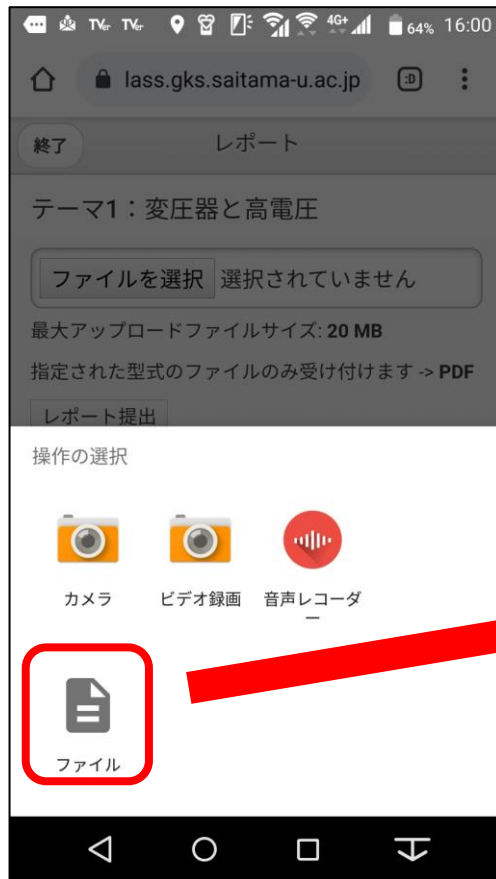 TVer TVer 4G+ 64% 16:00
lass.gks.saitama-u.ac.jp :D
終了 レポート
テーマ1：変圧器と高電圧
ファイルを選択 選択されていません
最大アップロードファイルサイズ: 20 MB
指定された型式のファイルのみ受け付けます -> PDF
レポート提出
操作の選択
カメラ ビデオ録画 音声レコーダ
ー
ファイル